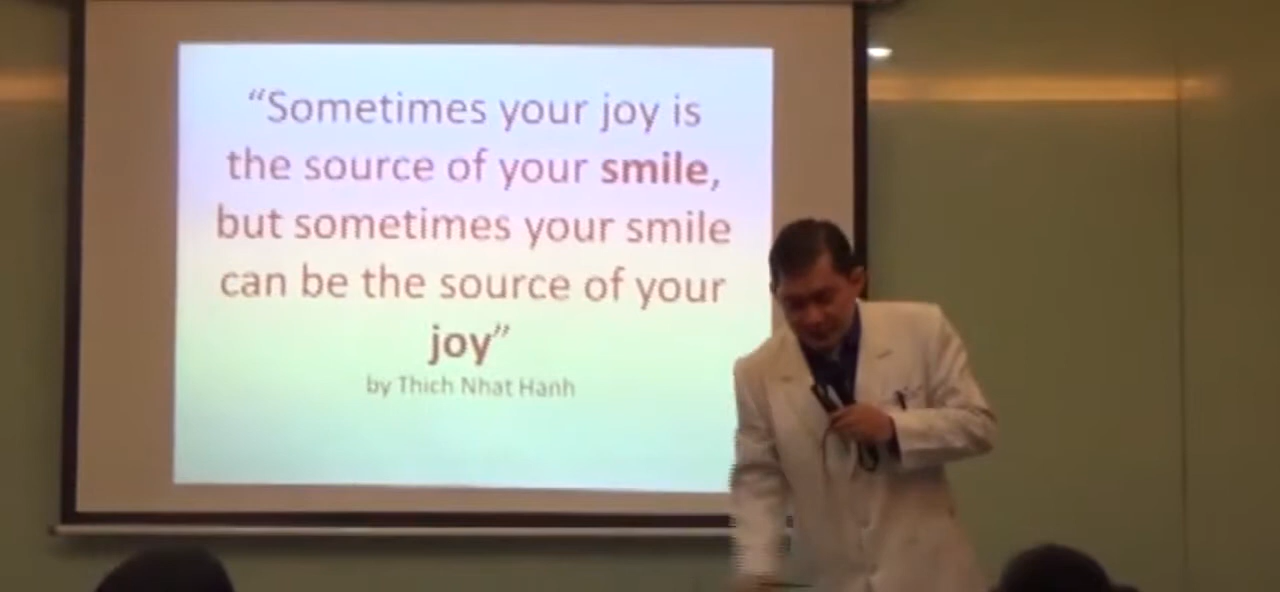 “Sometimes your joy is
the source of your smile,
but sometimes your smile
can be the source of your
joy”
by Thich Nhat Hanh